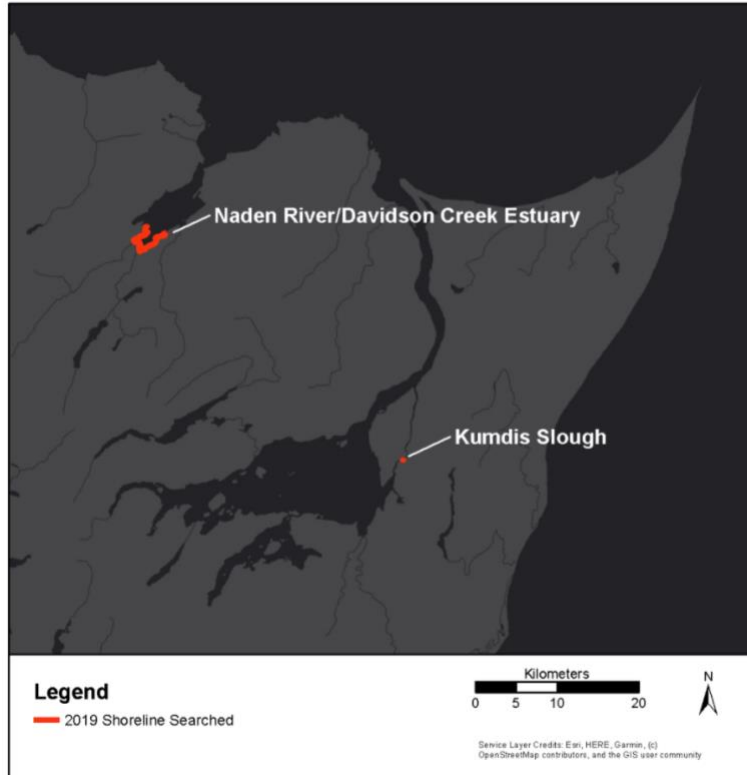 Naden River/Davidson Creek Estuary
Kumdis Slough
Legend
2019 Shoreline Searched
Kilometers
0 5 10 20
N
Service Layer Credits: Esri, HERE, Garmin, (c)
OpenStreetMap contributors, and the GIS user community